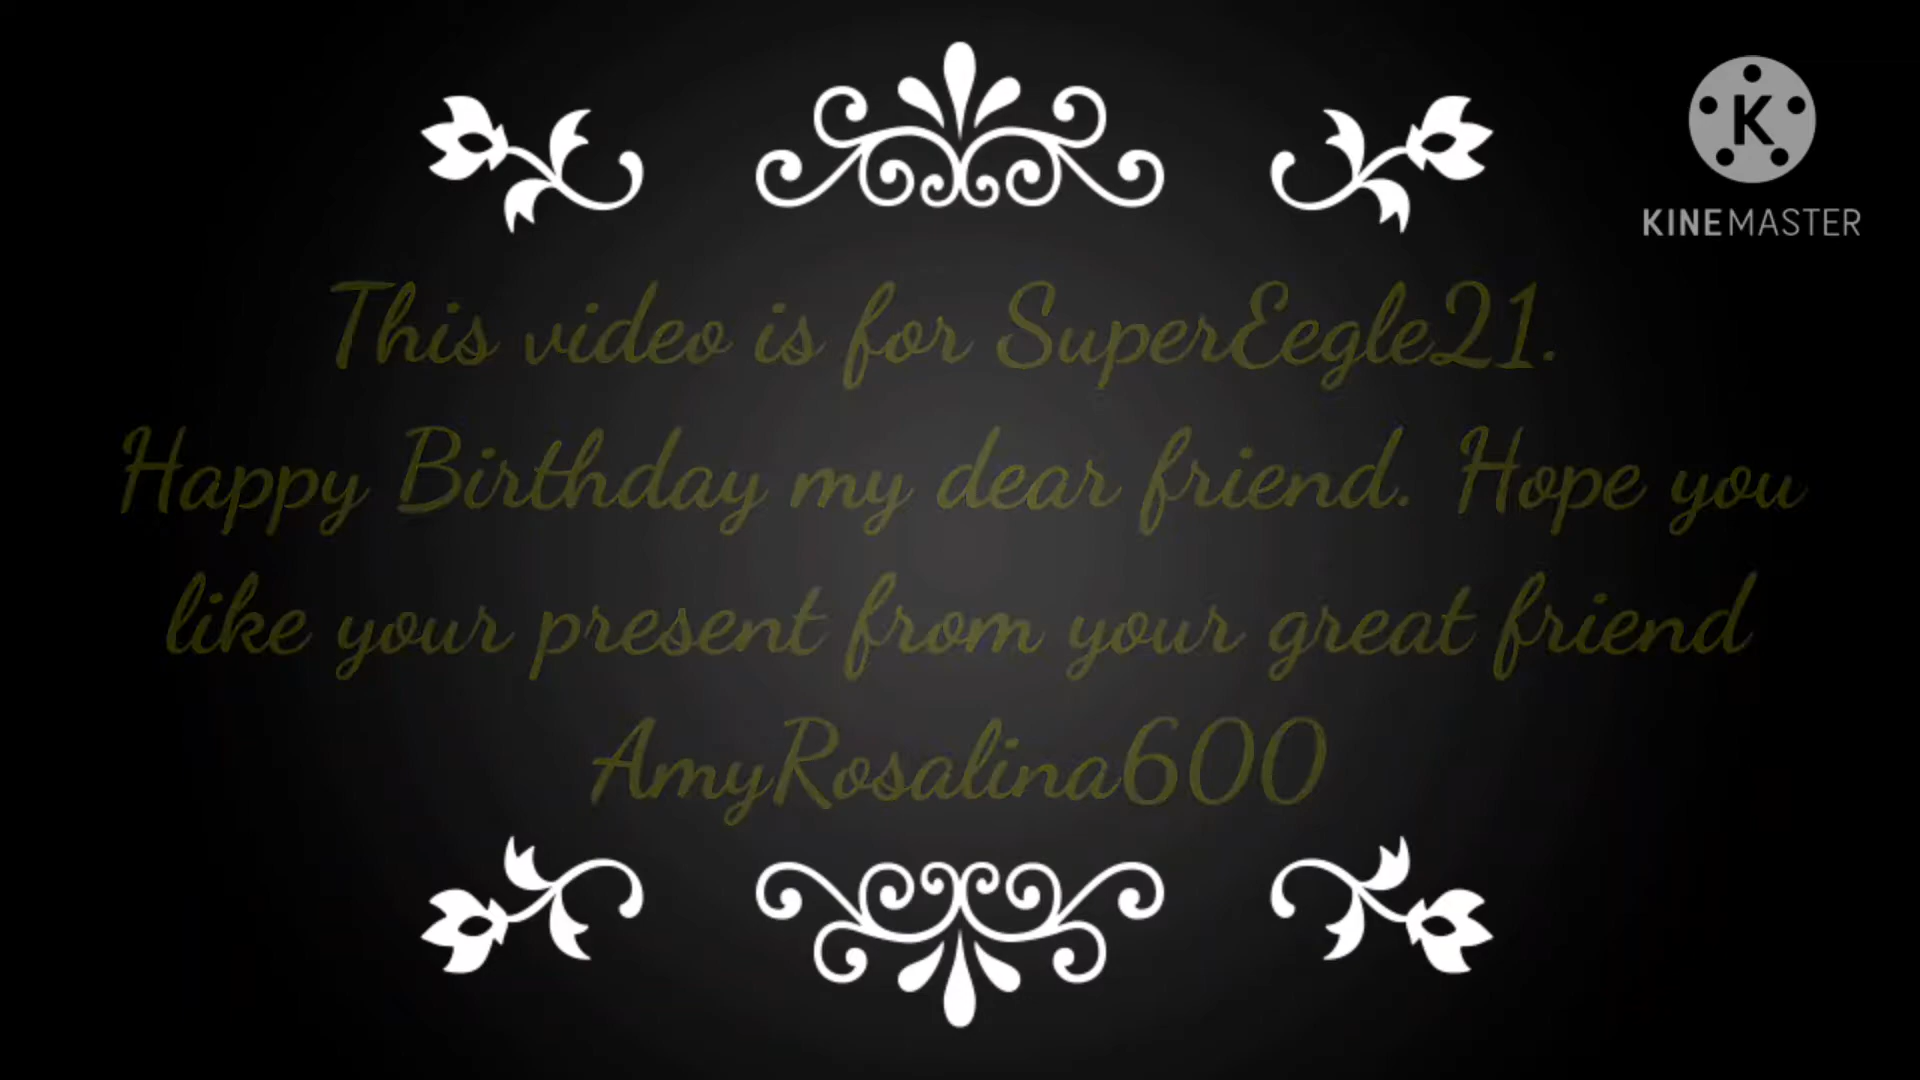 K
KINEMASTER
This video is for SuperEegle21.
Happy Birthday my dear friend. Hope you
like your present from your great friend
AmyRosalina600